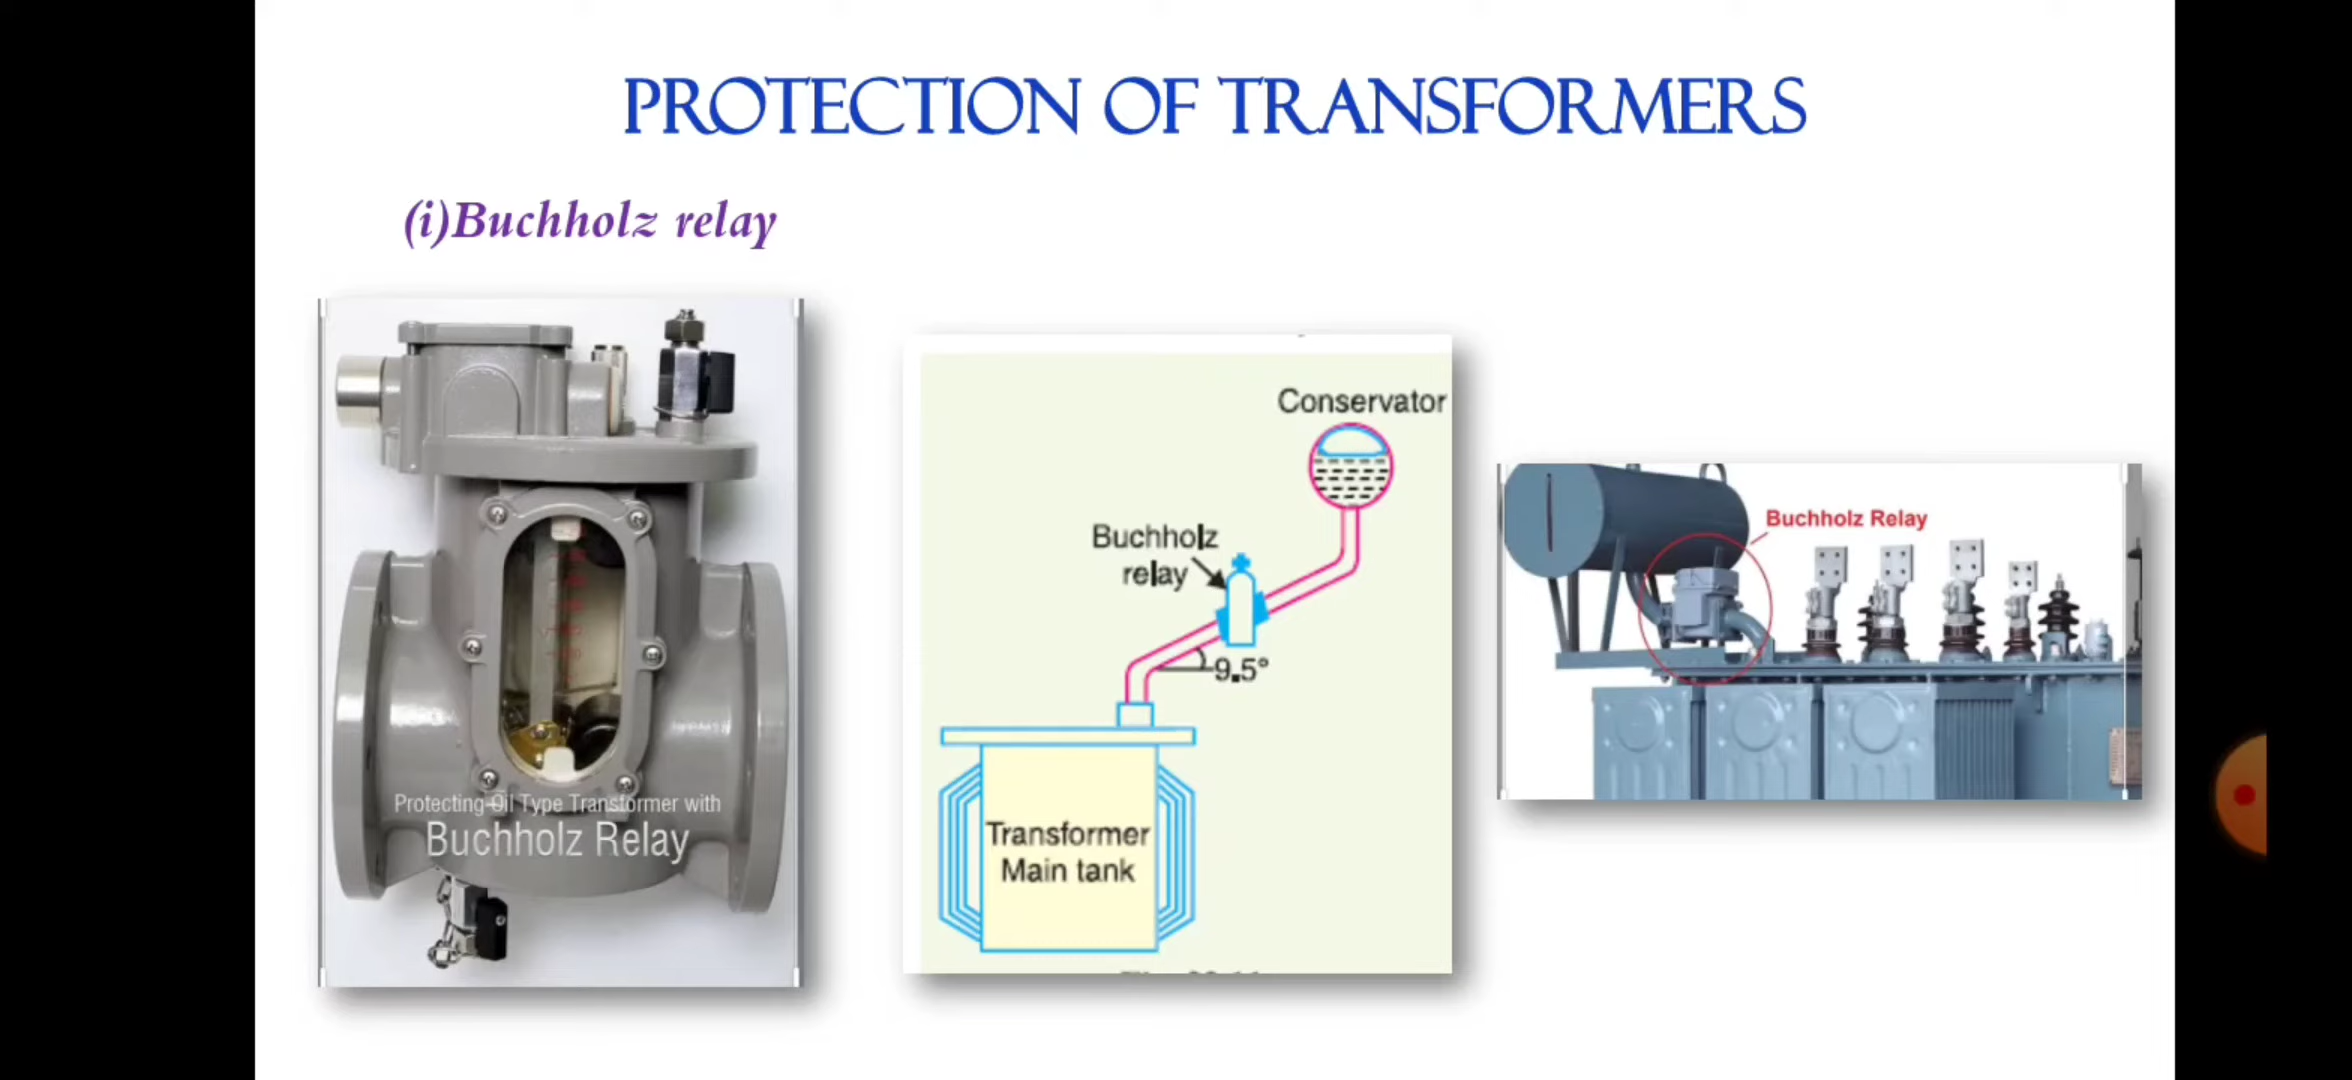 PROTECTION OF TRANSFORMERS
(i)Buchholz relay
Protecting Oil Type Transformer with
Buchholz Relay
Conservator
Buchholz
relay
9.5°
Transformer
Main tank
Buchholz Relay